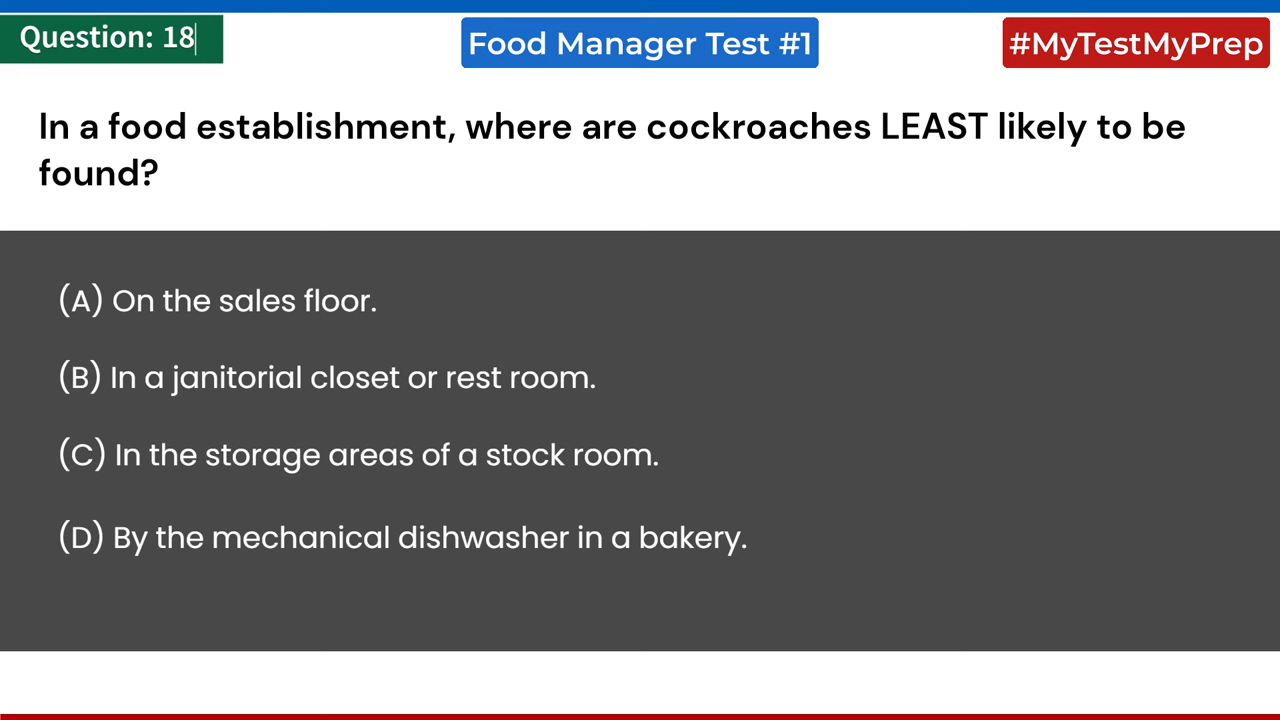 Question: 18
Food Manager Test #1
#MyTestMyPrep
In a food establishment, where are cockroaches LEAST likely to be
found?
(A) On the sales floor.
(B) In a janitorial closet or rest room.
(C) In the storage areas of a stock room.
(D) By the mechanical dishwasher in a bakery.